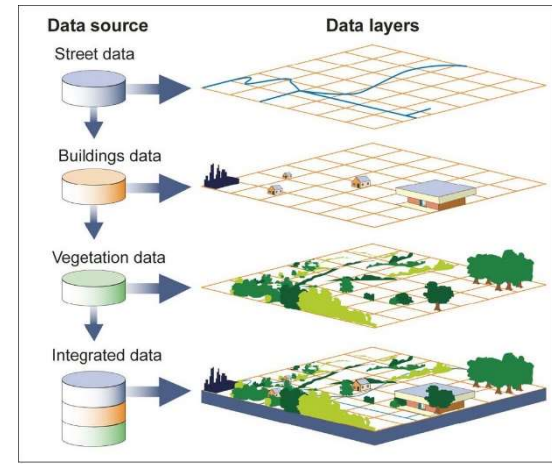 Data source
Data layers
Street data
Buildings data
Vegetation data
Integrated data